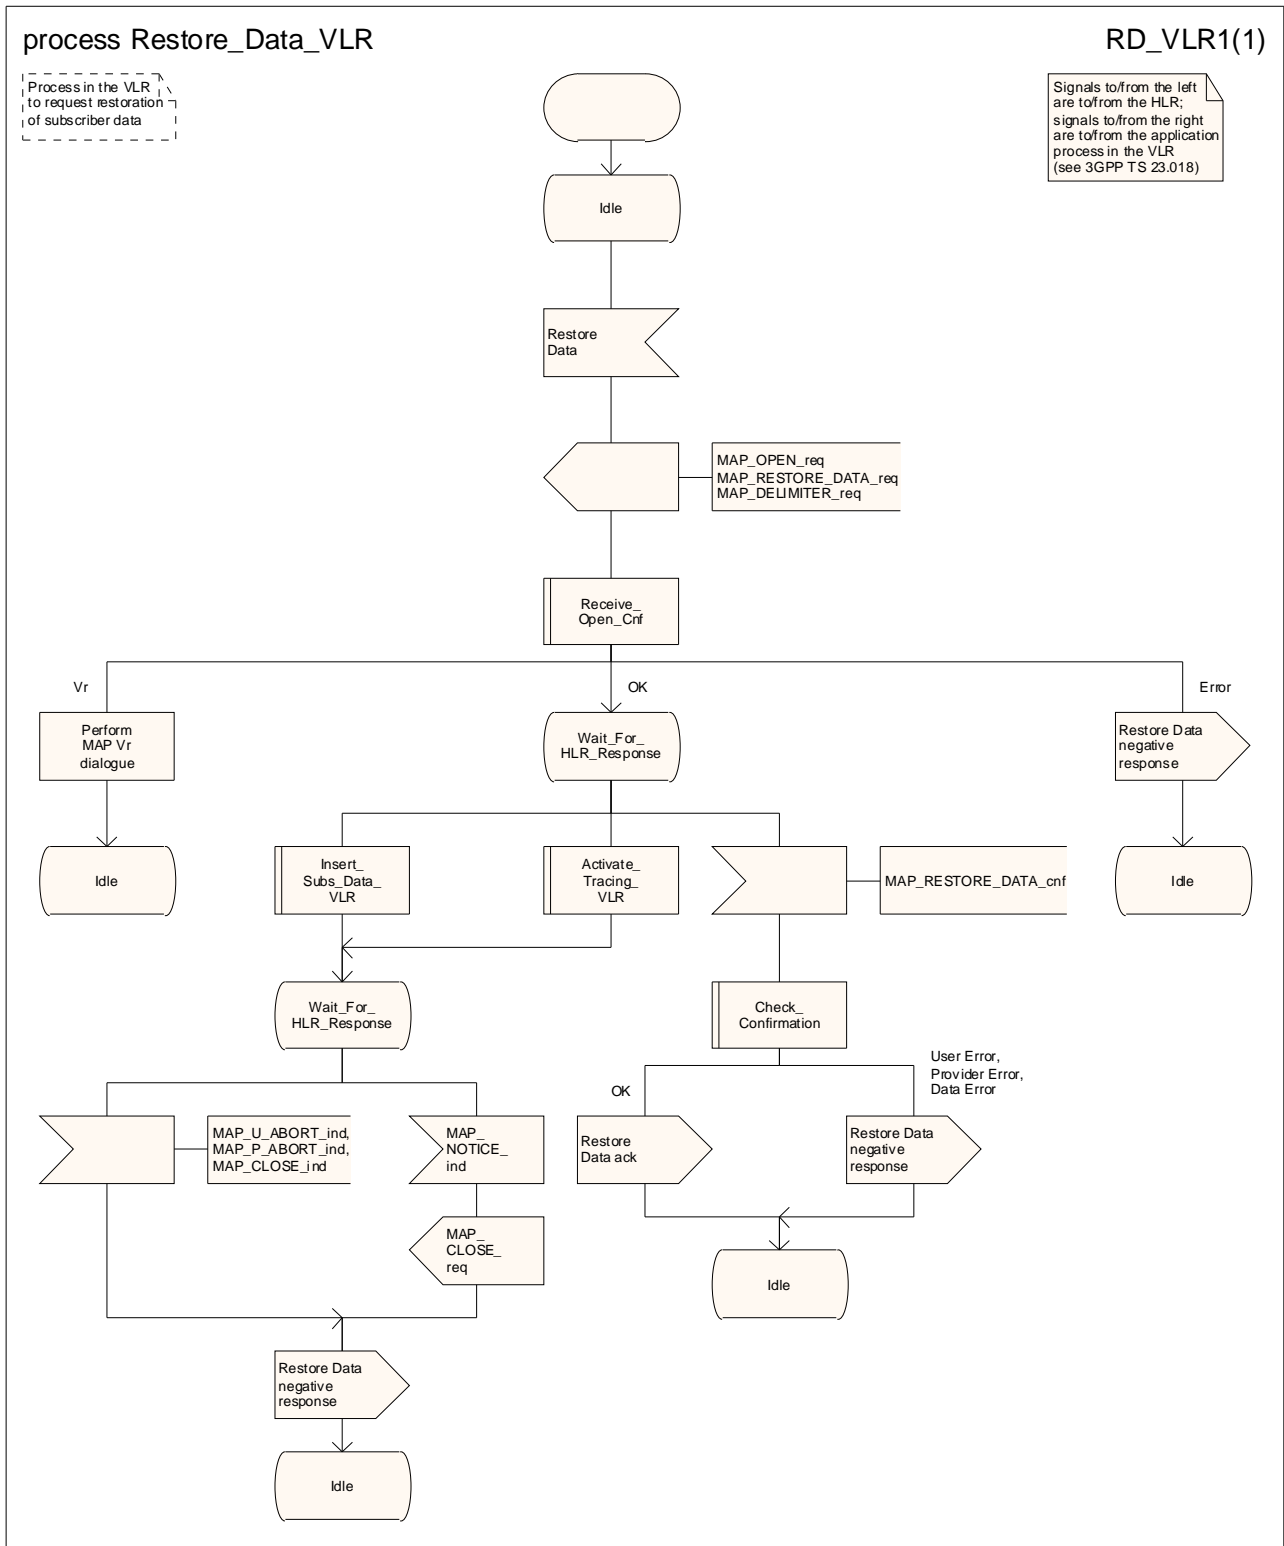 process Restore_Data_VLR
RD_VLR1(1)
Process in the VLR
to request restoration
of subscriber data
Signals to/from the left
are to/from the HLR;
signals to/from the right
are to/from the application
process in the VLR
(see 3GPP TS 23.018)
Idle
Restore
Data
MAP_OPEN_req
MAP_RESTORE_DATA_req
MAP_DELIMITER_req
Receive_
Open_Cnf
Vr
OK
Error
Perform
MAP Vr
dialogue
Wait_For_
HLR_Response
Restore Data
negative
response
Idle
Insert_
Subs_Data_
VLR
Activate_
Tracing_
VLR
MAP_RESTORE_DATA_cnf
Idle
Wait_For_
HLR_Response
Check_
Confirmation
OK
User Error,
Provider Error,
Data Error
MAP_U_ABORT_ind,
MAP_P_ABORT_ind,
MAP_CLOSE_ind
MAP_
NOTICE_
ind
Restore
Data ack
Restore Data
negative
response
MAP_
CLOSE_
req
Idle
Restore Data
negative
response
Idle